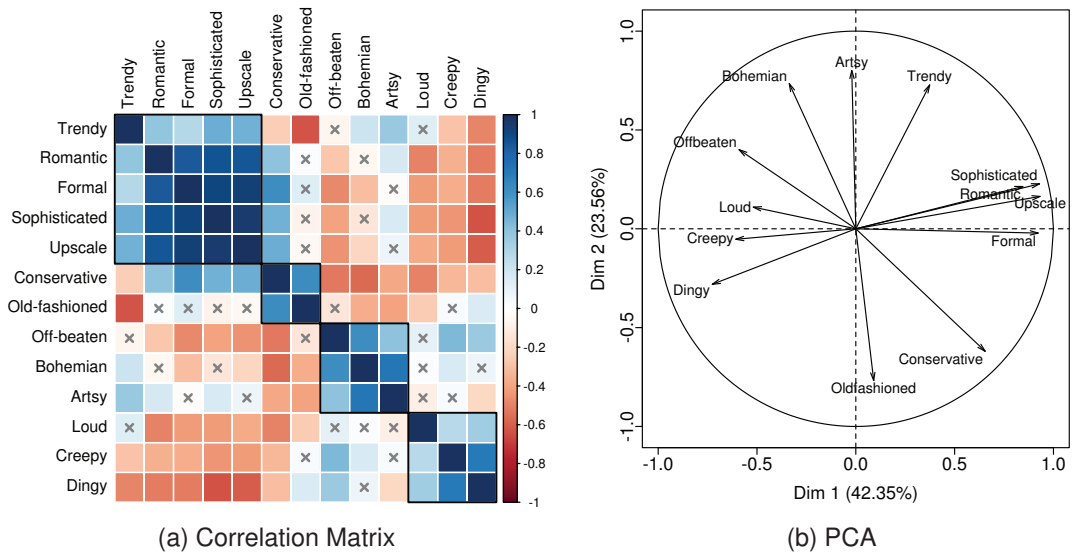 Trendy
Romantic
Formal
Sophisticated
Upscale
Conservative
Old-fashioned
Off-beaten
Bohemian
Artsy
Loud
Creepy
Dingy
Trendy
Romantic
Formal
Sophisticated
Upscale
Conservative
Old-fashioned
Off-beaten
Bohemian
Artsy
Loud
Creepy
Dingy
1
0.8
0.6
0.4
0.2
0
-0.2
-0.4
-0.6
-0.8
-1
(a) Correlation Matrix
Dim 2 (23.56%)
1.0
0.5
0.0
-0.5
-1.0
Artsy
Bohemian
Trendy
Offbeaten
Sophisticated
Romantic
Upscale
Loud
Creepy
Formal
Dingy
Conservative
Oldfashioned
-1.0
-0.5
0.0
0.5
1.0
Dim 1 (42.35%)
(b) PCA